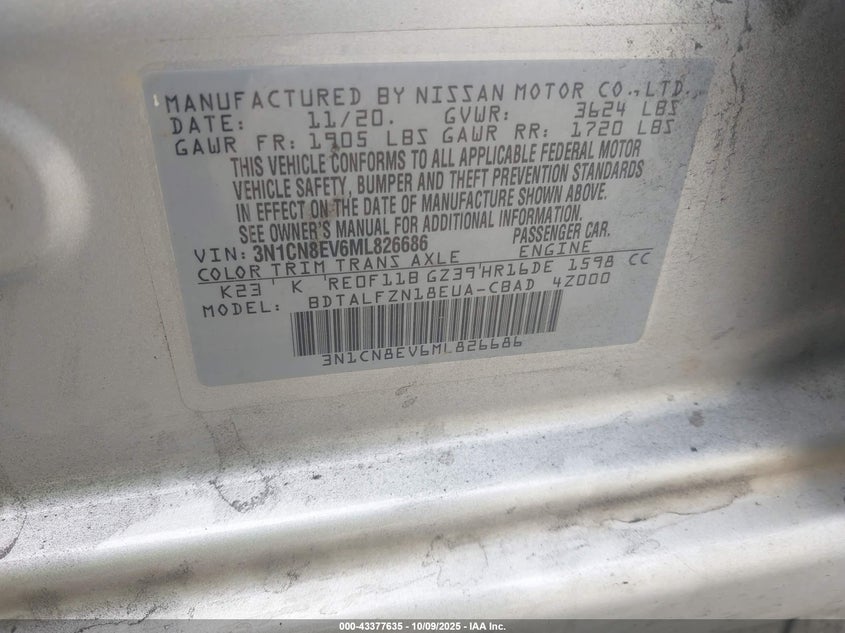 MANUFACTURED BY NISSAN MOTOR CO.,LTD.
DATE: 11/20. GVWR: 3624 LBS
GAWR FR: 1905 LBS GAWR RR: 1720 LBS
THIS VEHICLE CONFORMS TO ALL APPLICABLE FEDERAL MOTOR
VEHICLE SAFETY, BUMPER AND THEFT PREVENTION STANDARDS
IN EFFECT ON THE DATE OF MANUFACTURE SHOWN ABOVE.
SEE OWNER'S MANUAL FOR ADDITIONAL INFORMATION.
VIN: 3N1CN8EV6ML826686 PASSENGER CAR.
COLOR TRIM TRANS AXLE ENGINE
K23 K RE0F11B GZ39 HR16DE 1598 CC
MODEL: BDTALFZN18EUA-CBAD 4Z000
3N1CN8EV6ML826686
000-43377635 - 10/09/2025 - IAA Inc.